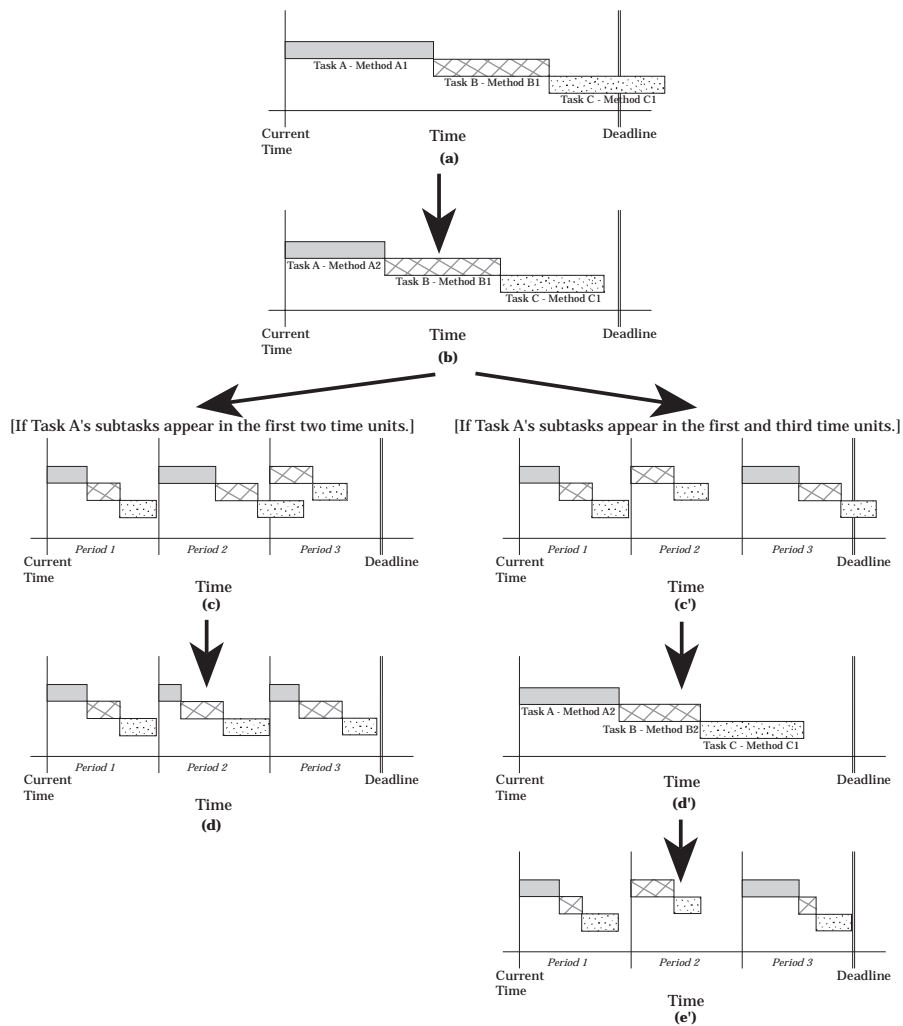 Task A - Method A1
Task B - Method B1
Task C - Method C1
Current
Time
Time
Deadline
(a)
Task A - Method A2
Task B - Method B1
Task C - Method C1
Current
Time
Time
Deadline
(b)
[If Task A's subtasks appear in the first two time units.]
Period 1
Period 2
Period 3
Current
Time
Deadline
Time
(c)
Period 1
Period 2
Period 3
Current
Time
Deadline
Time
(d)
[If Task A's subtasks appear in the first and third time units.]
Period 1
Period 2
Period 3
Current
Time
Deadline
Time
(c')
Task A - Method A2
Task B - Method B2
Task C - Method C1
Current
Time
Deadline
Time
(d')
Period 1
Period 2
Period 3
Current
Time
Deadline
Time
(e')